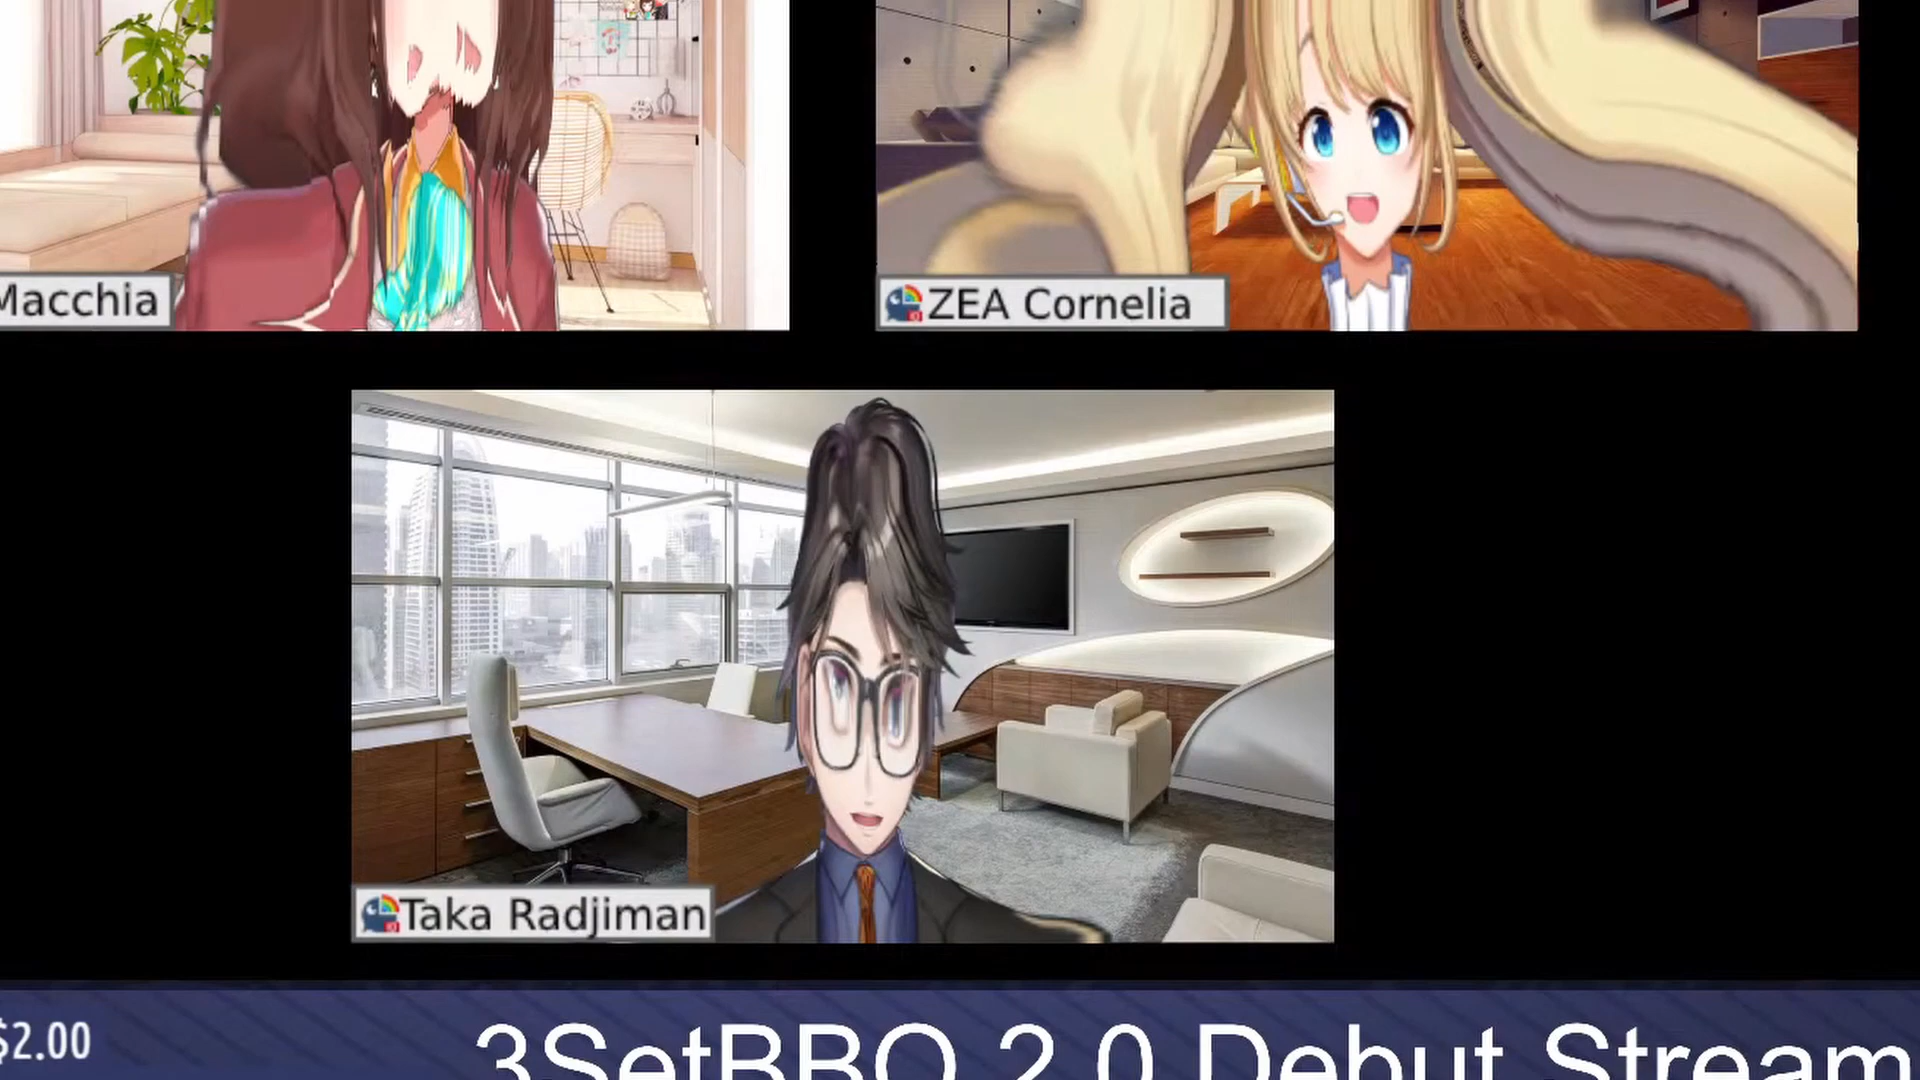 Macchia
ZEA Cornelia
Taka Radjiman
$2.00
3SetBBQ 2.0 Debut Stream